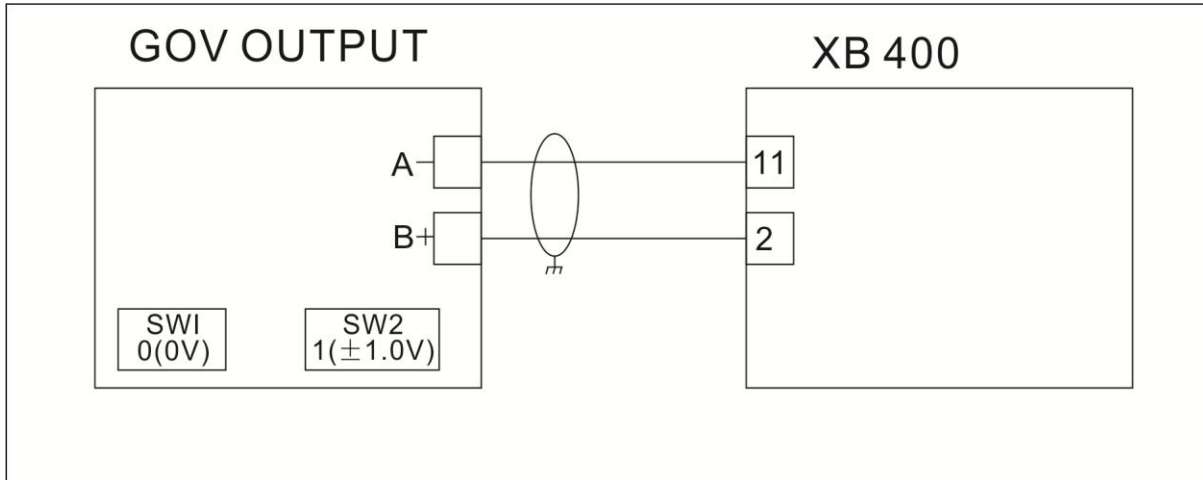 GOV OUTPUT
XB 400
A-
11
B+
2
SWI
0(0V)
SW2
1(±1.0V)